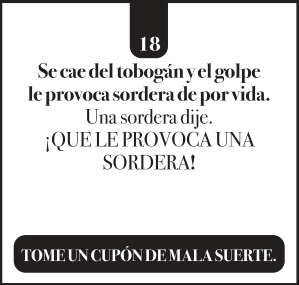 18
Se cae del tobogán y el golpe
le provoca sordera de por vida.
Una sordera dije.
¡QUE LE PROVOCA UNA
SORDERA!
TOME UN CUPÓN DE MALA SUERTE.